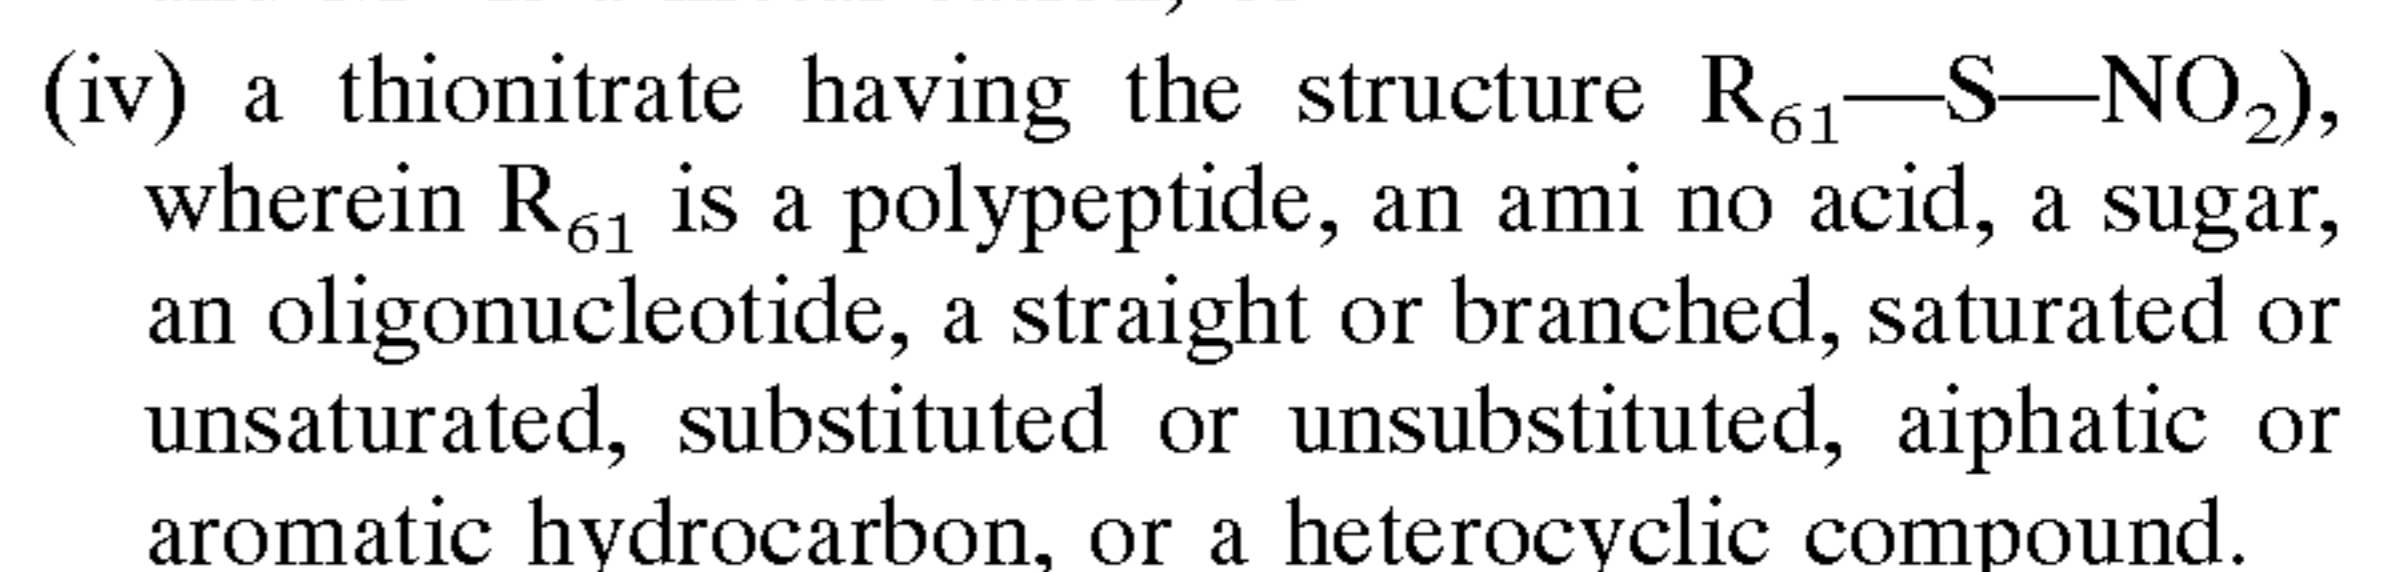 (iv) a thionitrate having the structure R₆₁—S—NO₂),
wherein R₆₁ is a polypeptide, an ami no acid, a sugar,
an oligonucleotide, a straight or branched, saturated or
unsaturated, substituted or unsubstituted, aiphatic or
aromatic hydrocarbon, or a heterocyclic compound.